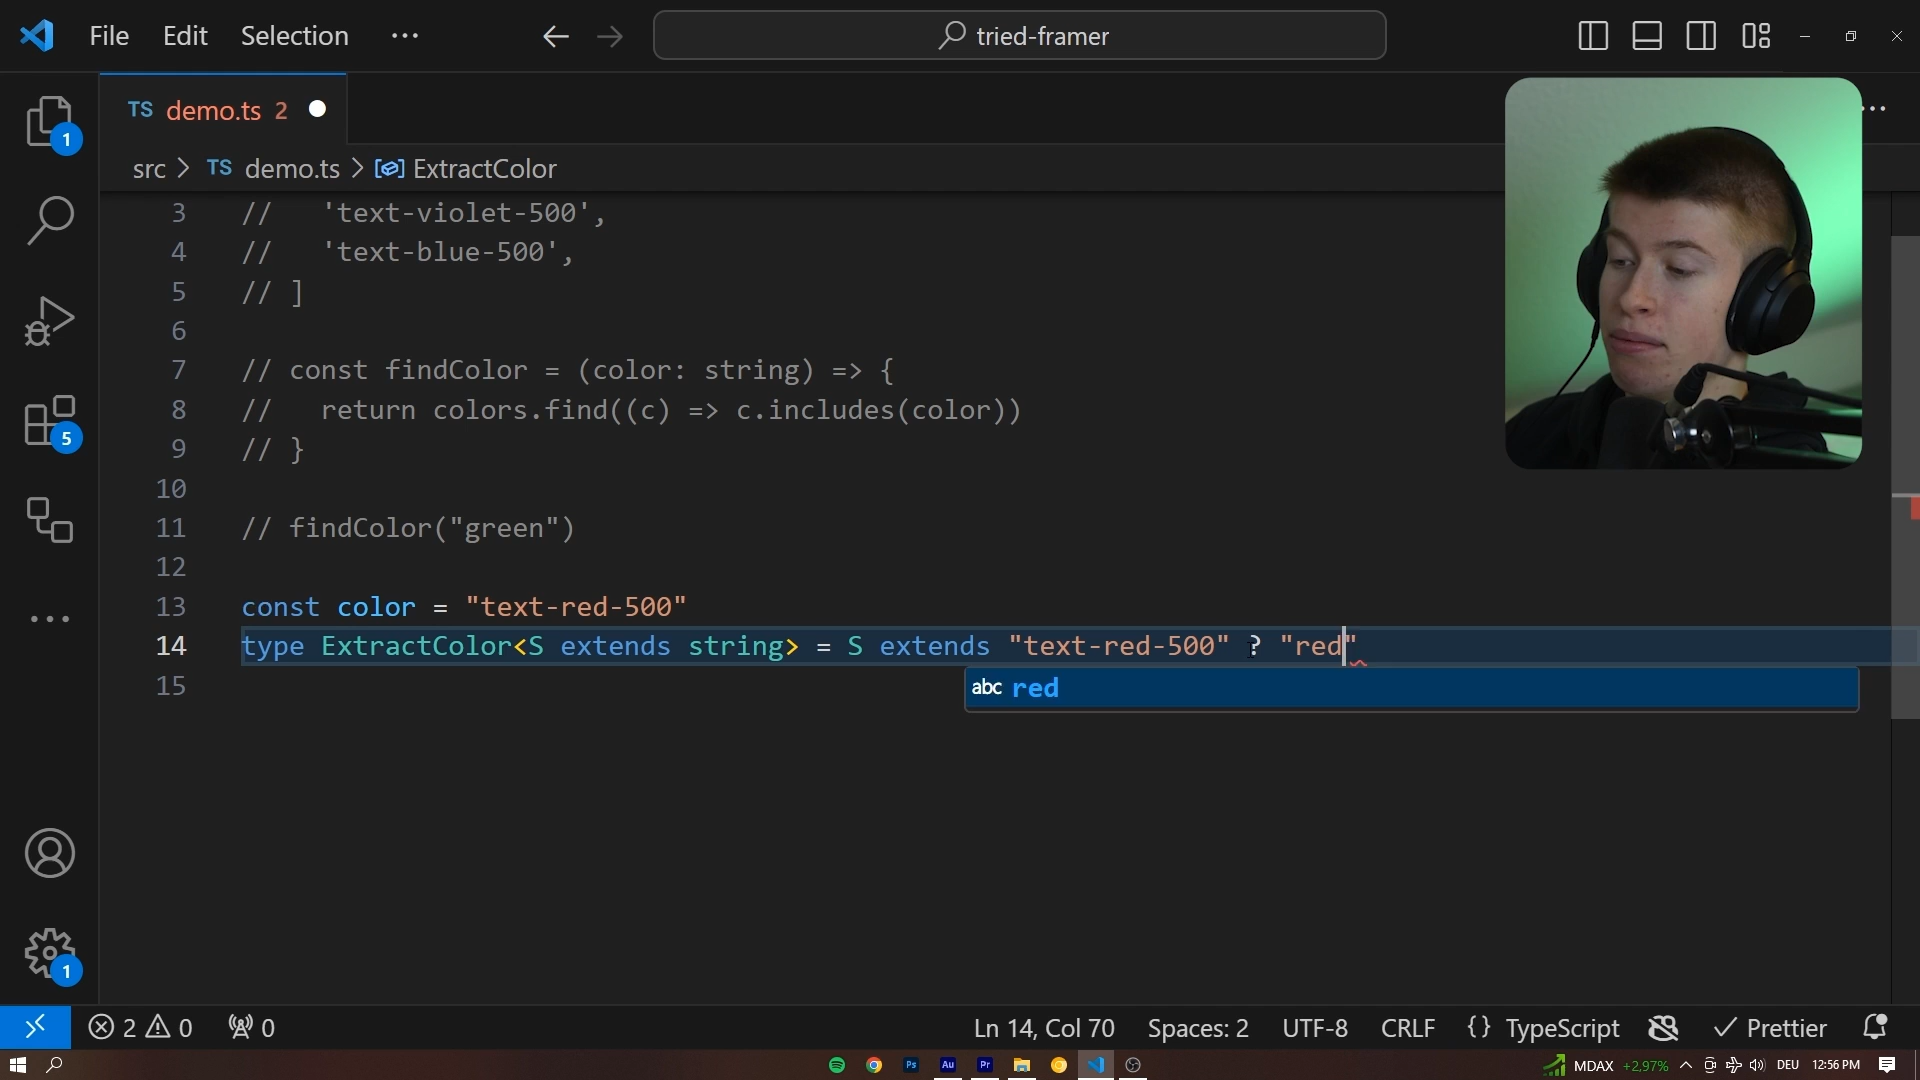 File Edit Selection ...
tried-framer
TS demo.ts 2
src > TS demo.ts > ExtractColor
3 //   'text-violet-500',
4 //   'text-blue-500',
5 // ]
6
7 // const findColor = (color: string) => {
8 //   return colors.find((c) => c.includes(color))
9 // }
10
11 // findColor("green")
12
13 const color = "text-red-500"
14 type ExtractColor<S extends string> = S extends "text-red-500" ? "red"
abc red
15
1
5
1
2 0 0
Ln 14, Col 70 Spaces: 2 UTF-8 CRLF {} TypeScript Prettier
Ps Au Pr MDAX +2,97% DEU 12:56 PM